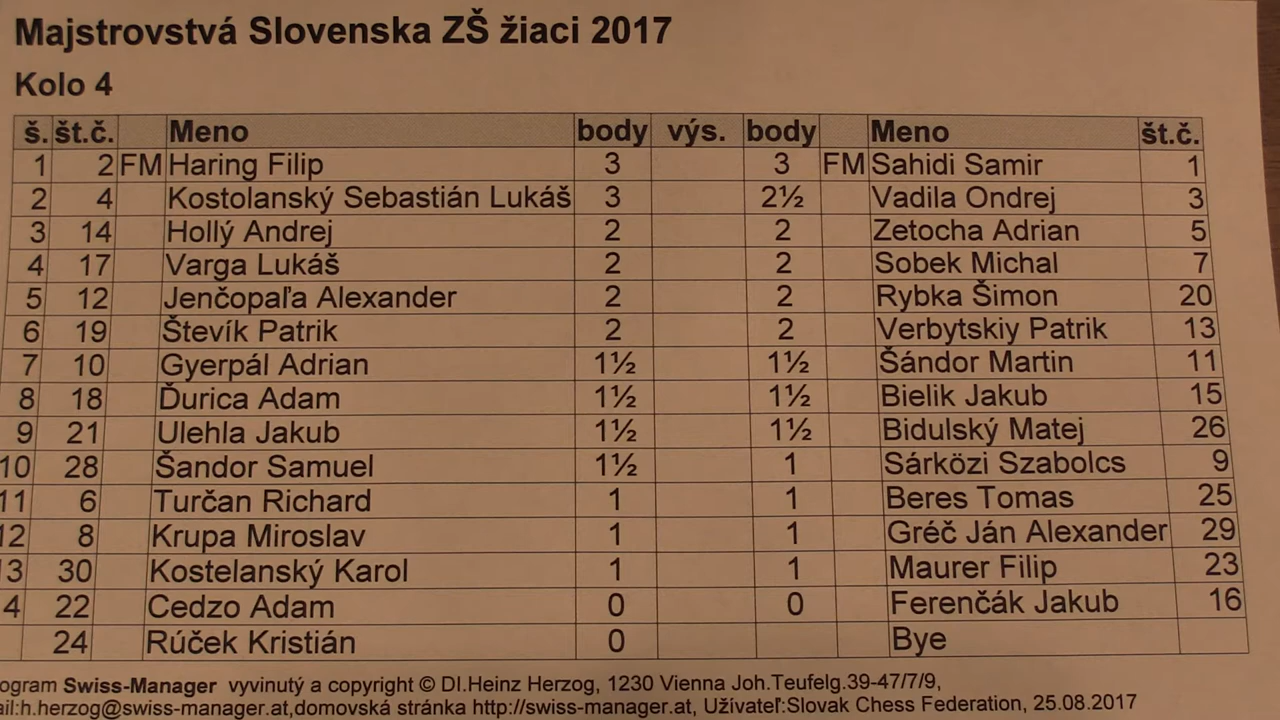 Majstrovstvá Slovenska ZŠ žiaci 2017
Kolo 4
š. št.č. Meno body výs. body Meno št.č.
1 2 FM Haring Filip 3 3 FM Sahidi Samir 1
2 4 Kostolanský Sebastián Lukáš 3 2½ Vadila Ondrej 3
3 14 Hollý Andrej 2 2 Zetocha Adrian 5
4 17 Varga Lukáš 2 2 Sobek Michal 7
5 12 Jenčopaľa Alexander 2 2 Rybka Šimon 20
6 19 Števík Patrik 2 2 Verbytskiy Patrik 13
7 10 Gyerpál Adrian 1½ 1½ Šándor Martin 11
8 18 Ďurica Adam 1½ 1½ Bielik Jakub 15
9 21 Ulehla Jakub 1½ 1½ Bidulský Matej 26
10 28 Šandor Samuel 1½ 1 Sárközi Szabolcs 9
11 6 Turčan Richard 1 1 Beres Tomas 25
12 8 Krupa Miroslav 1 1 Gréč Ján Alexander 29
3 30 Kostelanský Karol 1 1 Maurer Filip 23
4 22 Cedzo Adam 0 0 Ferenčák Jakub 16
24 Rúček Kristián 0 Bye
ogram Swiss-Manager vyvinutý a copyright © DI.Heinz Herzog, 1230 Vienna Joh.Teufelg.39-47/7/9,
ail:h.herzog@swiss-manager.at,domovská stránka http://swiss-manager.at, Užívateľ:Slovak Chess Federation, 25.08.2017